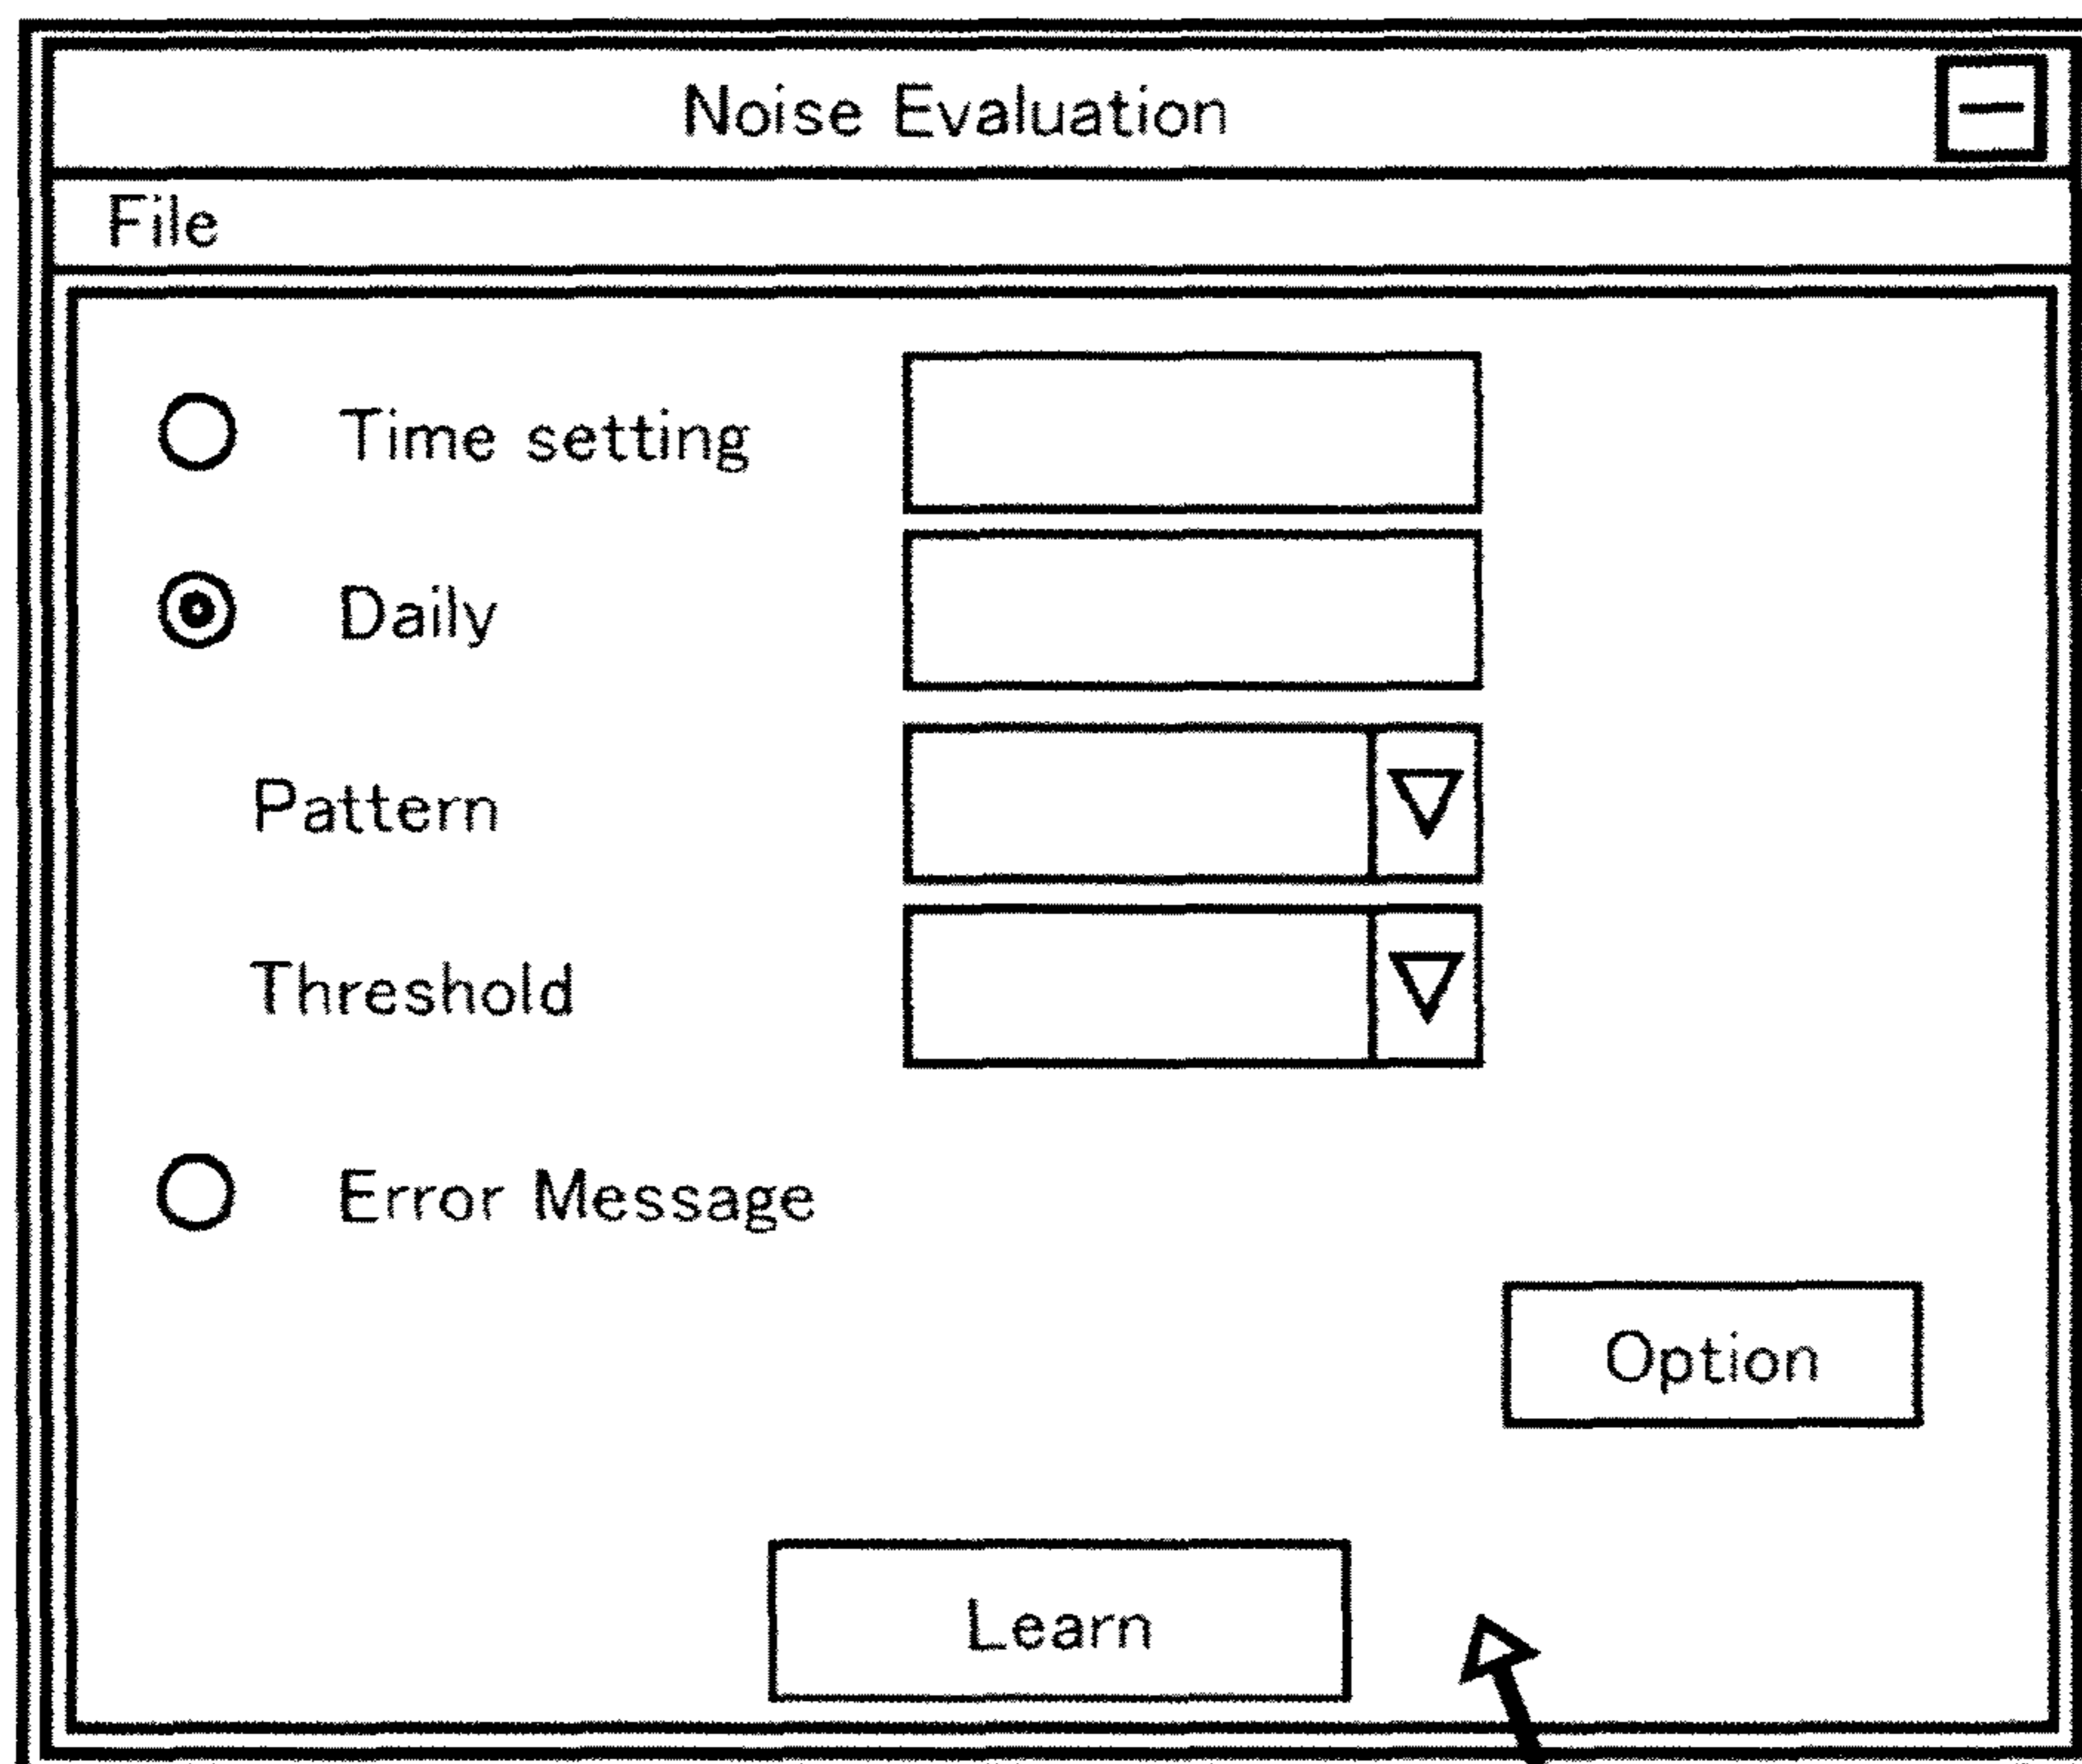 Noise Evaluation
File
Time setting
Daily
Pattern
Threshold
Error Message
Option
Learn